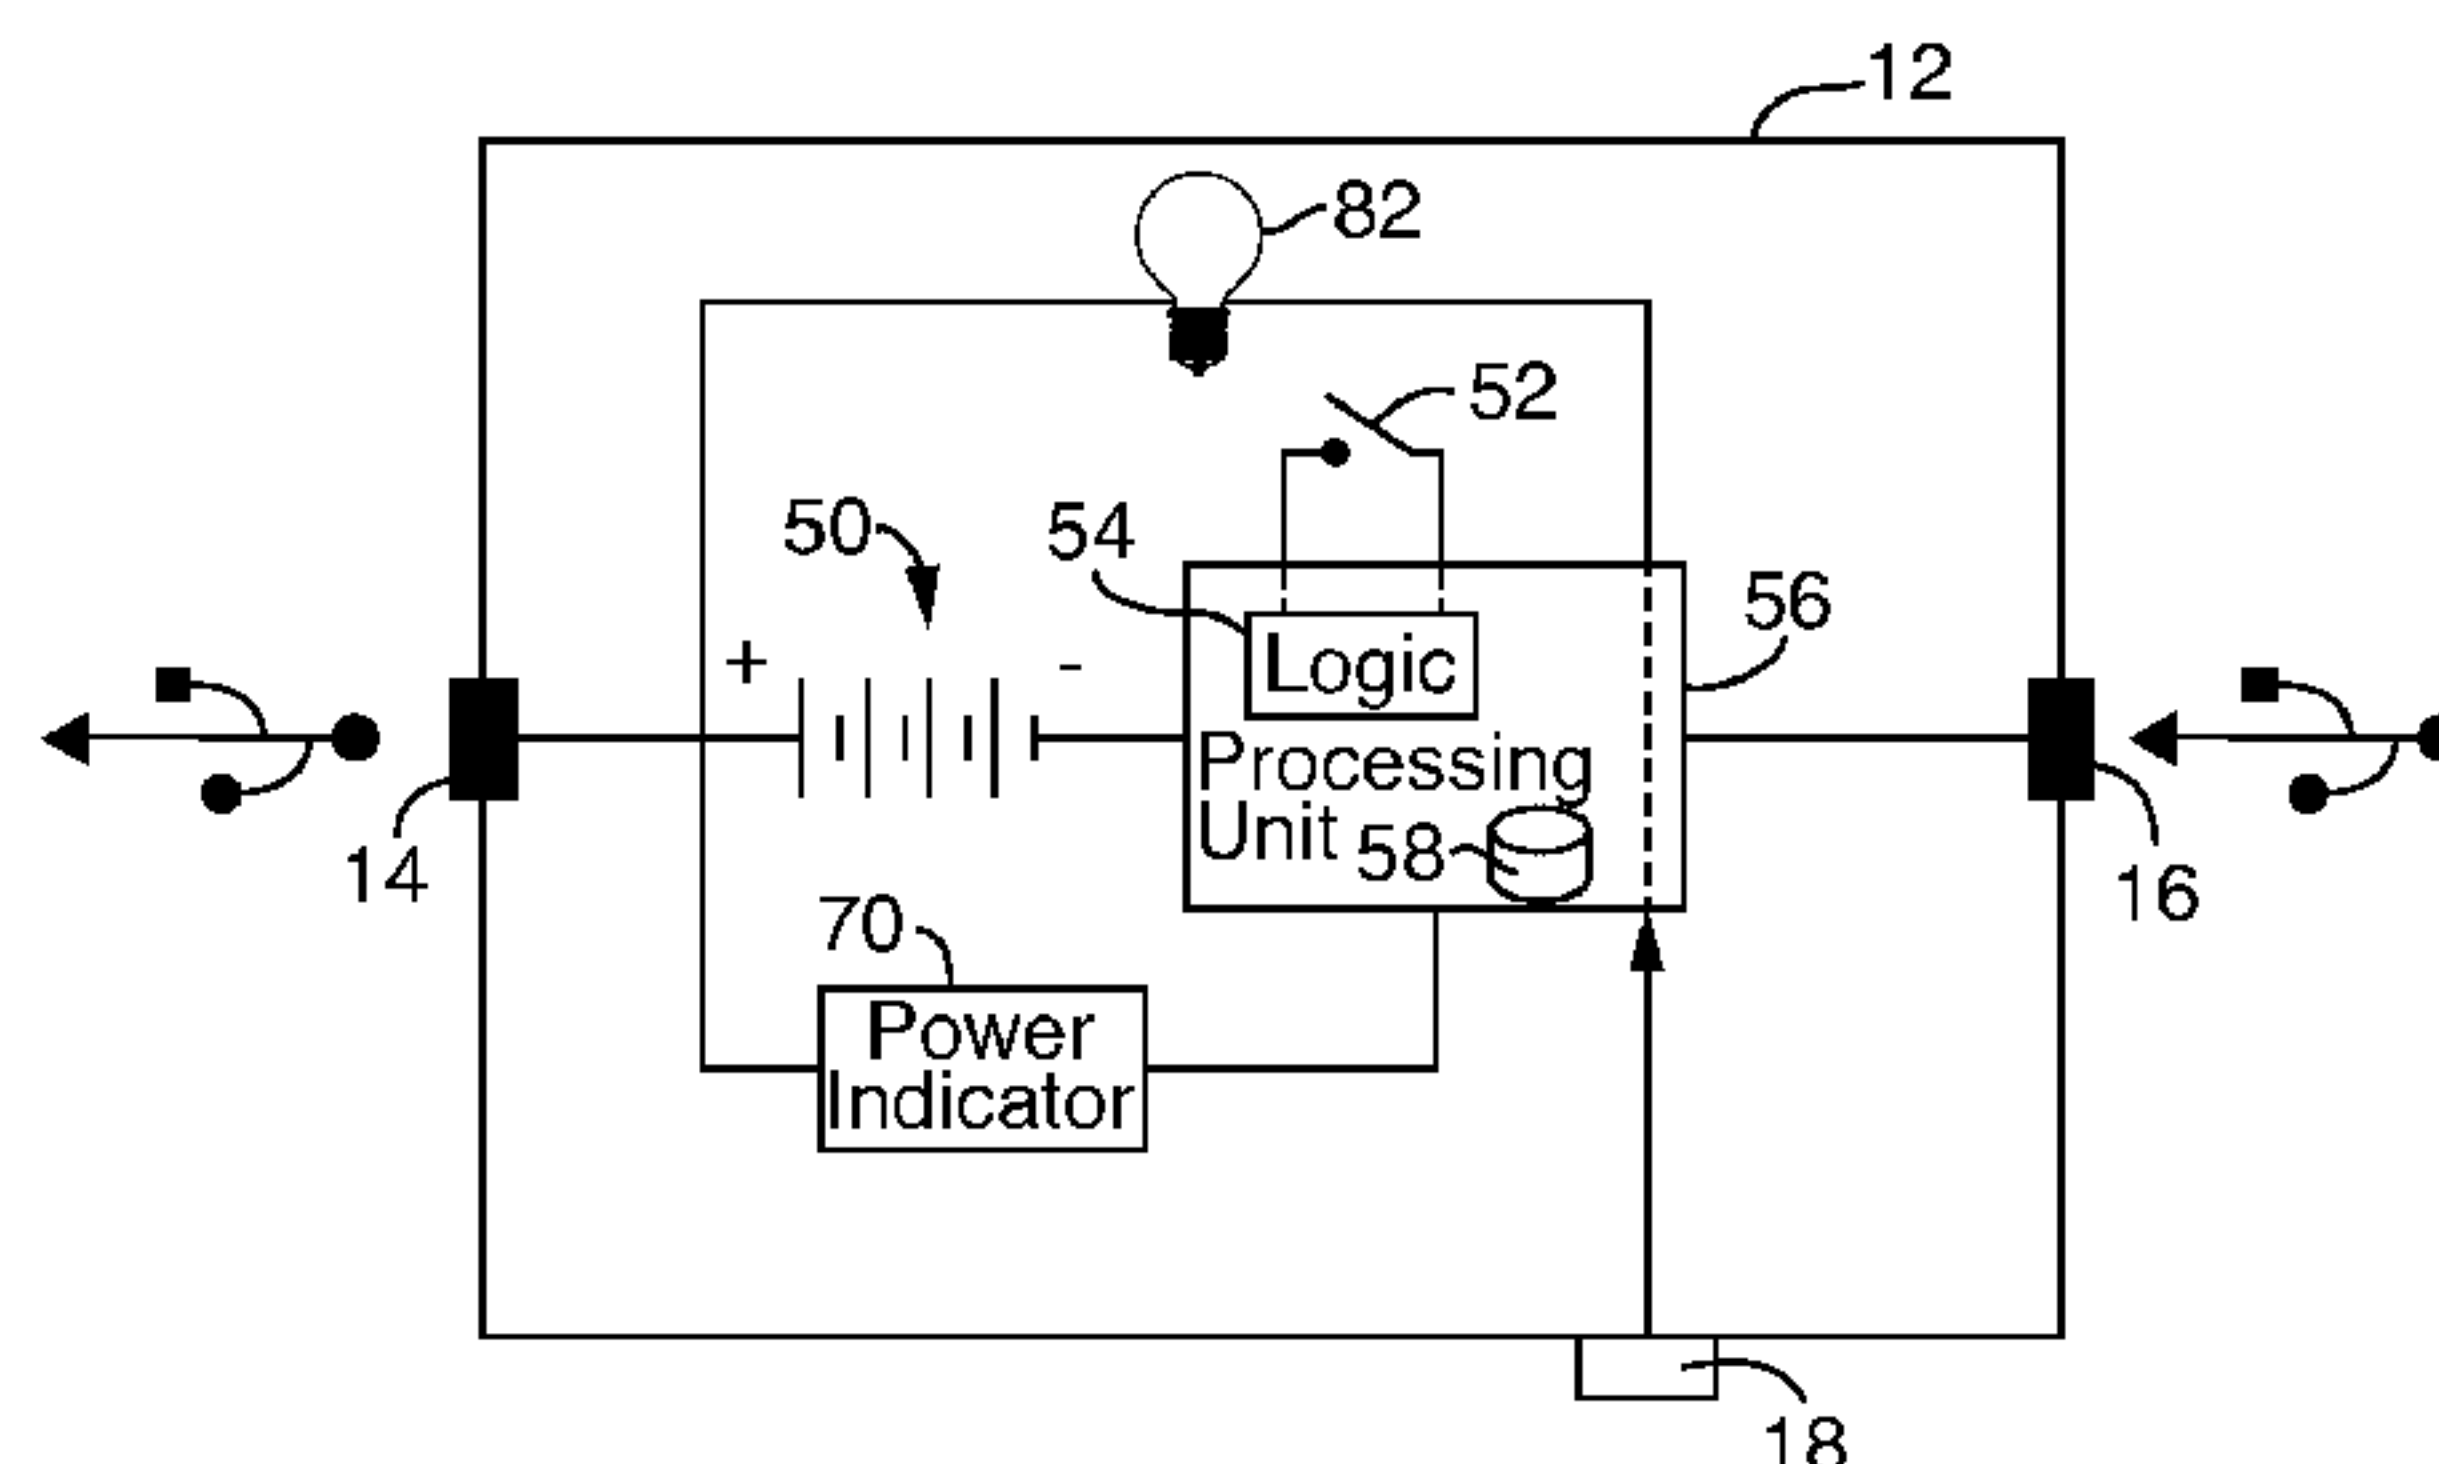 12
82
52
50
54
56
+
-
Logic
Processing
Unit
58
14
16
70
Power
Indicator
18